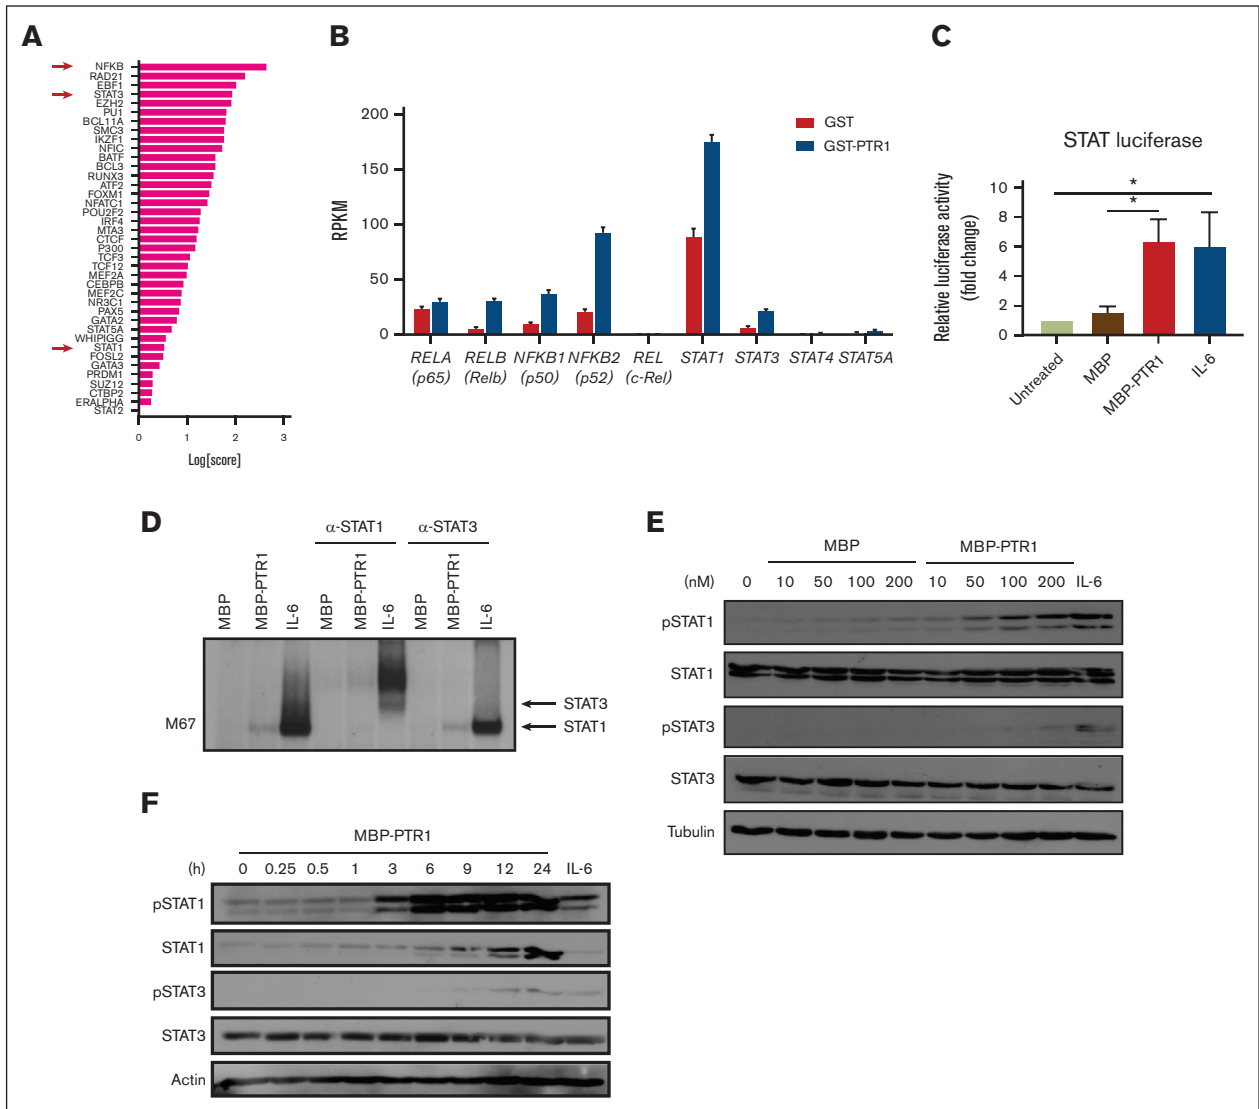 A
NFKB
RAD21
EBF1
STAT3
EZH2
PU1
BCL11A
SMC3
IKZF1
NFIC
BATF
BCL3
RUNX3
ATF2
FOXM1
NFATC1
POU2F2
IRF4
MTA3
CTCF
P300
TCF3
TCF12
MEF2A
CEBPB
MEF2C
NR3C1
PAX5
GATA2
STAT5A
WHIPIGG
STAT1
FOSL2
GATA3
PRDM1
SUZ12
CTBP2
ERALPHA
STAT2
0 1 2 3
Log[score]
B
200
150
100
50
0
RPKM
GST
GST-PTR1
RELA RELB NFKB1 NFKB2 REL STAT1 STAT3 STAT4 STAT5A
(p65) (Relb) (p50) (p52) (c-Rel)
C
STAT luciferase
Relative luciferase activity
(fold change)
10
8
6
4
2
0
*
*
Untreated
MBP
MBP-PTR1
IL-6
D
α-STAT1 α-STAT3
MBP MBP-PTR1 IL-6 MBP MBP-PTR1 IL-6 MBP MBP-PTR1 IL-6
STAT3
M67 STAT1
E
MBP MBP-PTR1
(nM) 0 10 50 100 200 10 50 100 200 IL-6
pSTAT1
STAT1
pSTAT3
STAT3
Tubulin
F
MBP-PTR1
(h) 0 0.25 0.5 1 3 6 9 12 24 IL-6
pSTAT1
STAT1
pSTAT3
STAT3
Actin